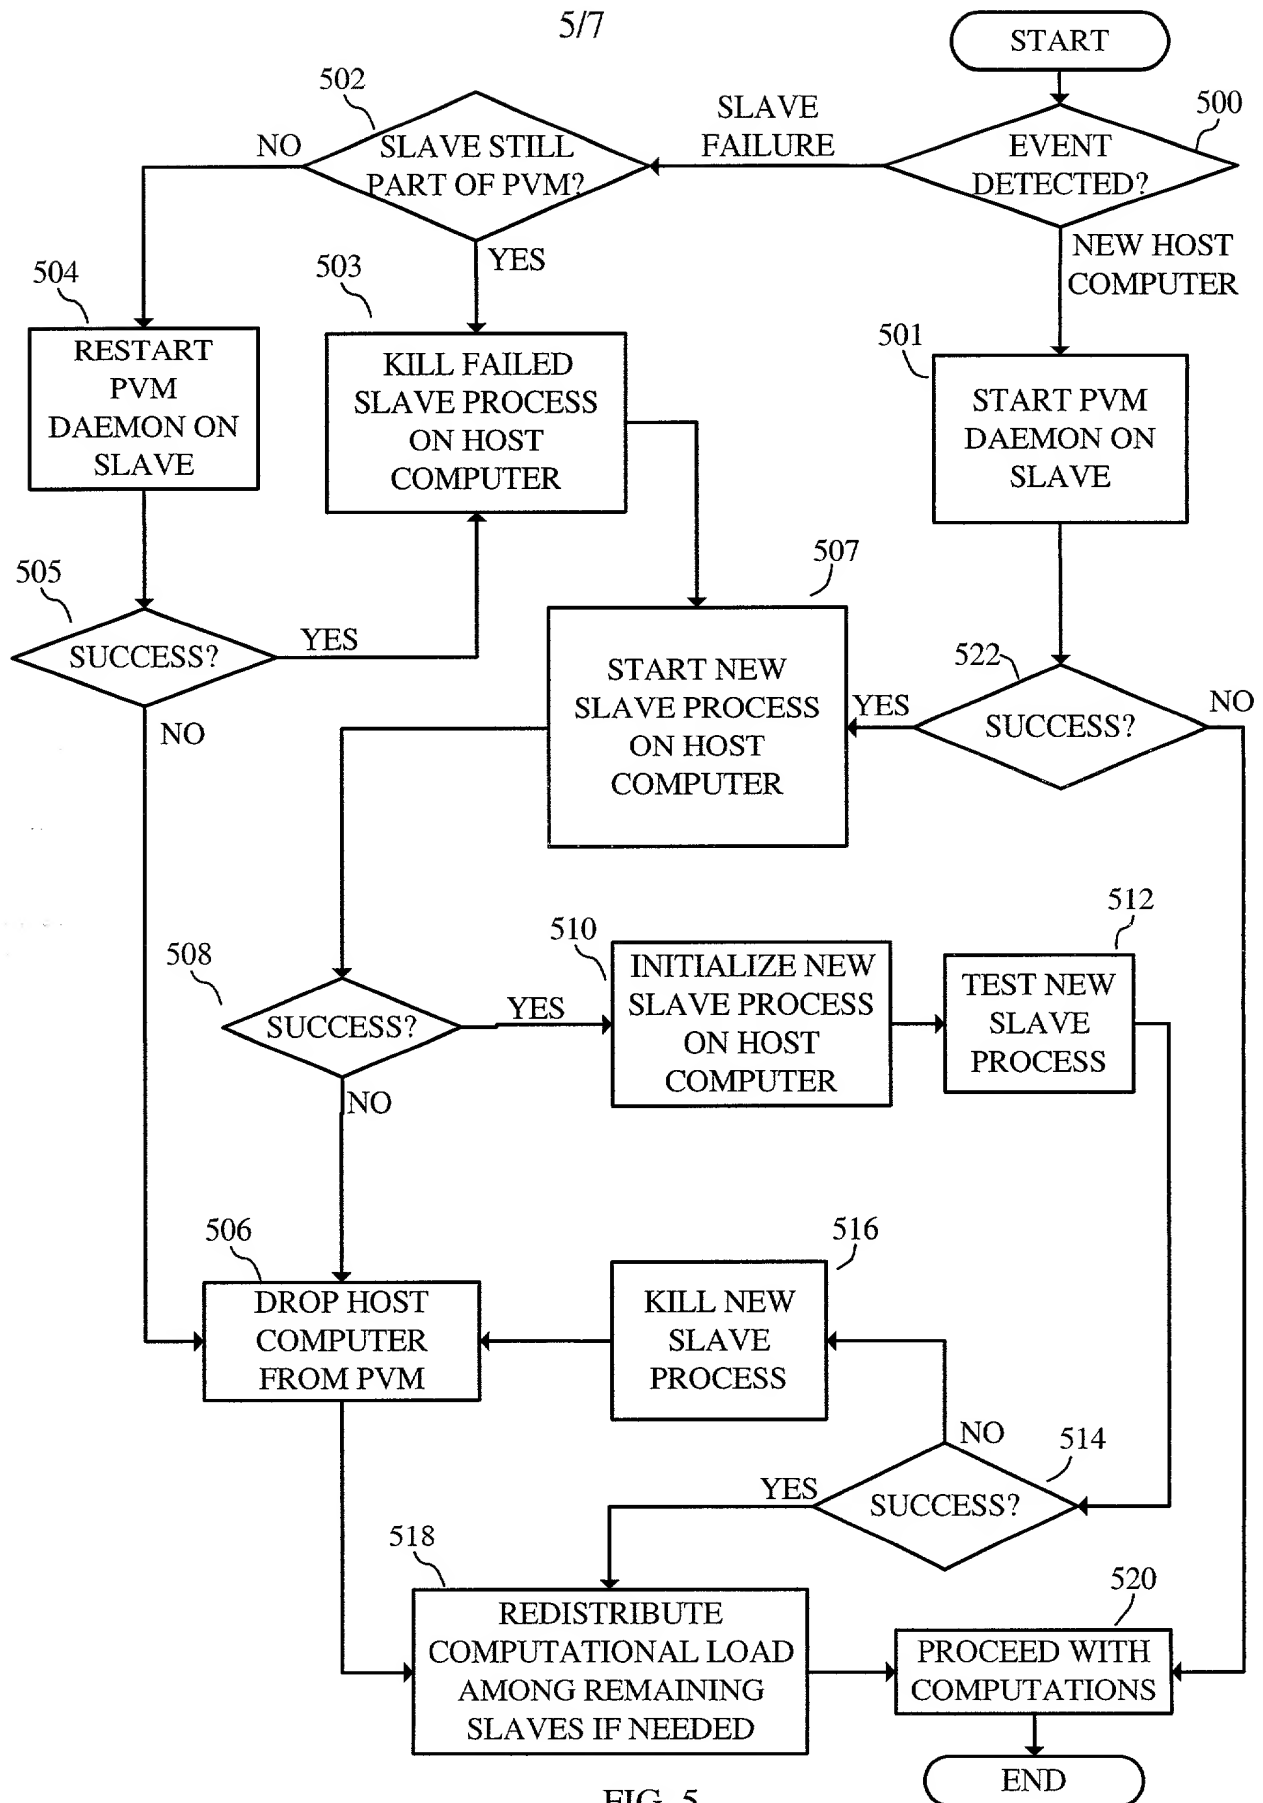 5/7
START
502
SLAVE
FAILURE
500
NO
SLAVE STILL
PART OF PVM?
EVENT
DETECTED?
YES
NEW HOST
COMPUTER
504
503
501
RESTART
PVM
DAEMON ON
SLAVE
KILL FAILED
SLAVE PROCESS
ON HOST
COMPUTER
START PVM
DAEMON ON
SLAVE
505
507
SUCCESS?
YES
NO
START NEW
SLAVE PROCESS
ON HOST
COMPUTER
522
YES
SUCCESS?
NO
508
SUCCESS?
YES
NO
510
INITIALIZE NEW
SLAVE PROCESS
ON HOST
COMPUTER
512
TEST NEW
SLAVE
PROCESS
506
DROP HOST
COMPUTER
FROM PVM
516
KILL NEW
SLAVE
PROCESS
NO
514
YES
SUCCESS?
518
REDISTRIBUTE
COMPUTATIONAL LOAD
AMONG REMAINING
SLAVES IF NEEDED
520
PROCEED WITH
COMPUTATIONS
END
FIG. 5